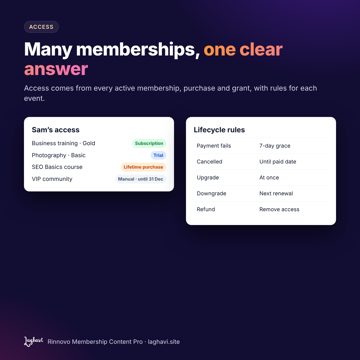 ACCESS
Many memberships, one clear
answer
Access comes from every active membership, purchase and grant, with rules for each
event.
Sam's access
Business training · Gold Subscription
Photography · Basic Trial
SEO Basics course Lifetime purchase
VIP community Manual · until 31 Dec
Lifecycle rules
Payment fails 7-day grace
Cancelled Until paid date
Upgrade At once
Downgrade Next renewal
Refund Remove access
laghavi Rinnovo Membership Content Pro · laghavi.site